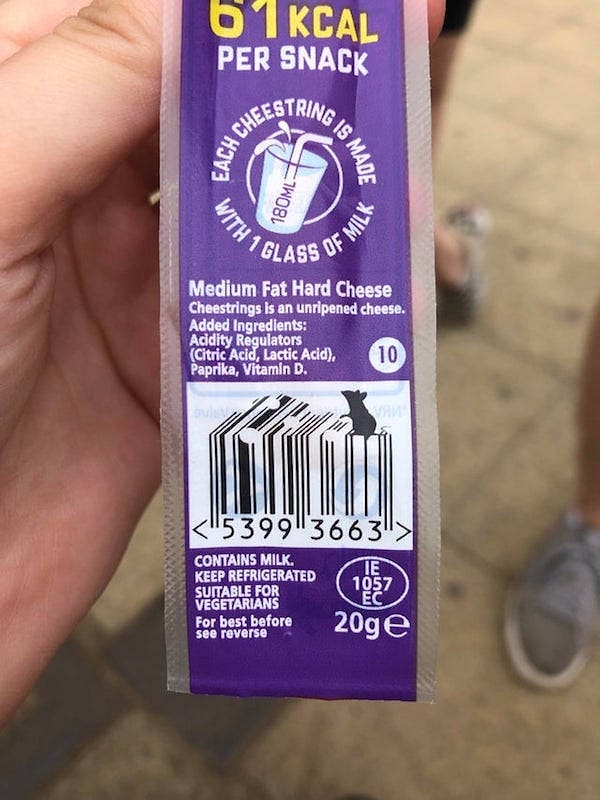 61 KCAL
PER SNACK
EACH CHEESTRING IS MADE
WITH 1 GLASS OF MILK
180ML
Medium Fat Hard Cheese
Cheestrings is an unripened cheese.
Added Ingredients:
Acidity Regulators
(Citric Acid, Lactic Acid),
Paprika, Vitamin D.
10
<5399 3663>
CONTAINS MILK.
KEEP REFRIGERATED
SUITABLE FOR
VEGETARIANS
For best before
see reverse
IE
1057
EC
20g℮